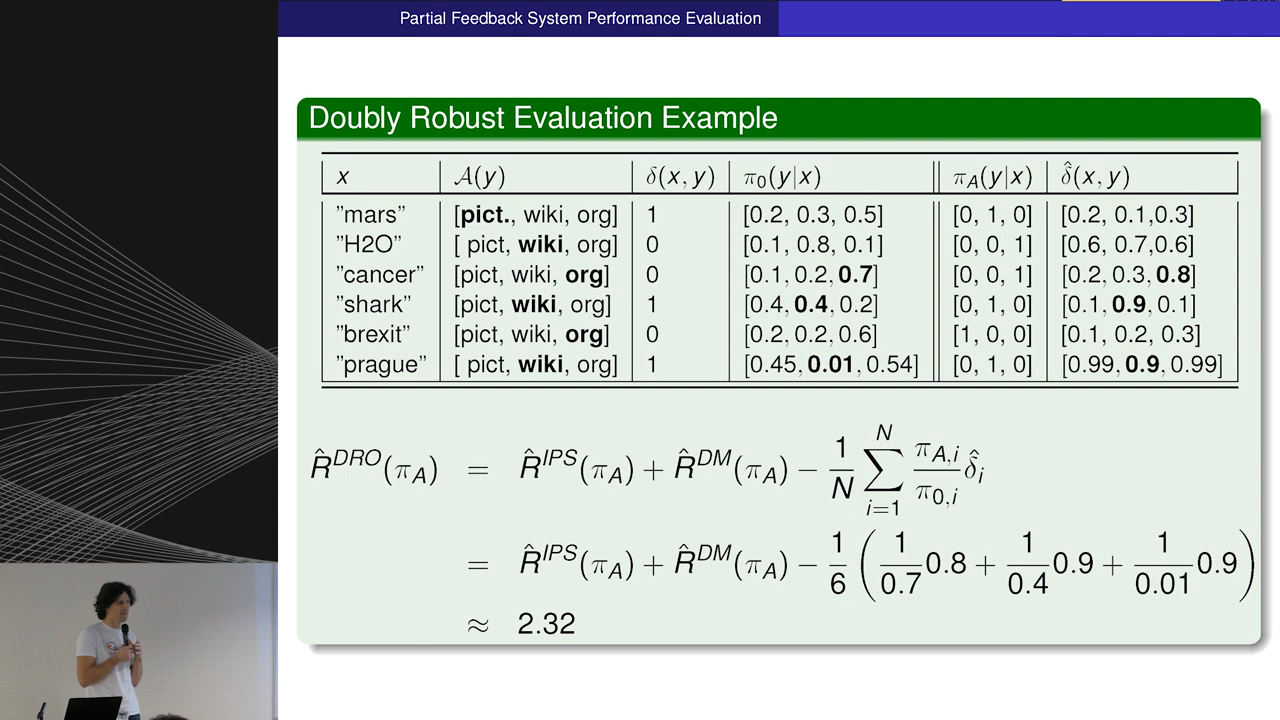 Partial Feedback System Performance Evaluation
Doubly Robust Evaluation Example
x | A(y) | δ(x, y) | π₀(y|x) || π_A(y|x) | δ̂(x, y)
"mars" | [pict., wiki, org] | 1 | [0.2, 0.3, 0.5] || [0, 1, 0] | [0.2, 0.1,0.3]
"H2O" | [ pict, wiki, org] | 0 | [0.1, 0.8, 0.1] || [0, 0, 1] | [0.6, 0.7,0.6]
"cancer" | [pict, wiki, org] | 0 | [0.1, 0.2, 0.7] || [0, 0, 1] | [0.2, 0.3, 0.8]
"shark" | [pict, wiki, org] | 1 | [0.4, 0.4, 0.2] || [0, 1, 0] | [0.1, 0.9, 0.1]
"brexit" | [pict, wiki, org] | 0 | [0.2, 0.2, 0.6] || [1, 0, 0] | [0.1, 0.2, 0.3]
"prague" | [ pict, wiki, org] | 1 | [0.45, 0.01, 0.54] || [0, 1, 0] | [0.99, 0.9, 0.99]
R̂^DRO(π_A) = R̂^IPS(π_A) + R̂^DM(π_A) − 1/N ∑_{i=1}^{N} π_{A,i}/π_{0,i} δ̂_i
= R̂^IPS(π_A) + R̂^DM(π_A) − 1/6 (1/0.7 0.8 + 1/0.4 0.9 + 1/0.01 0.9)
≈ 2.32